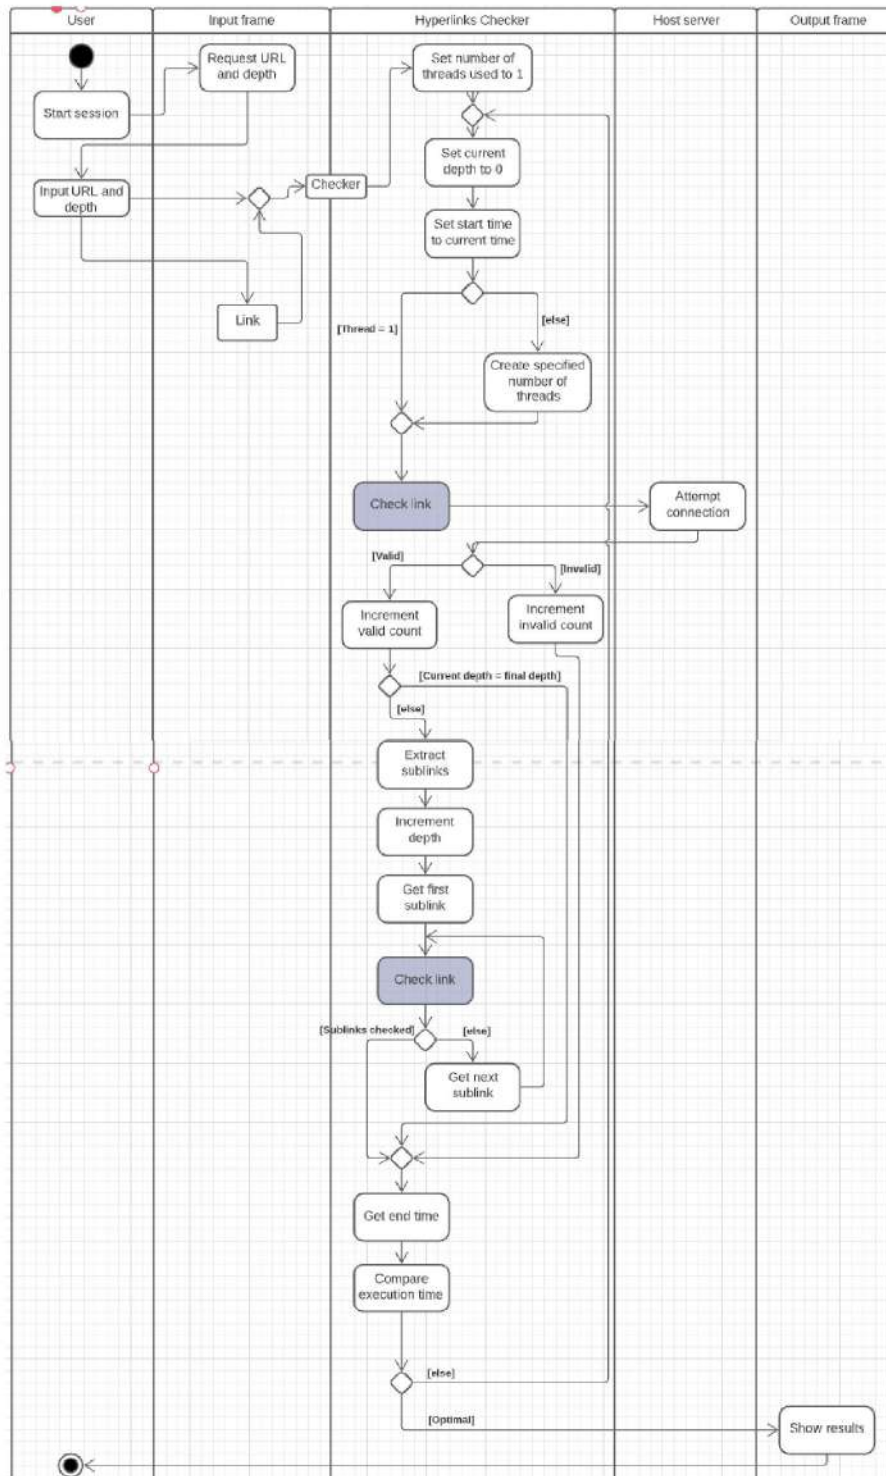 User
Input frame
Hyperlinks Checker
Host server
Output frame
Request URL
and depth
Set number of
threads used to 1
Start session
Set current
depth to 0
Input URL and
depth
Checker
Set start time
to current time
Link
[Thread = 1]
[else]
Create specified
number of
threads
Check link
Attempt
connection
[Valid]
[Invalid]
Increment
valid count
Increment
invalid count
[Current depth = final depth]
[else]
Extract
sublinks
Increment
depth
Get first
sublink
Check link
[Sublinks checked]
[else]
Get next
sublink
Get end time
Compare
execution time
[else]
[Optimal]
Show results